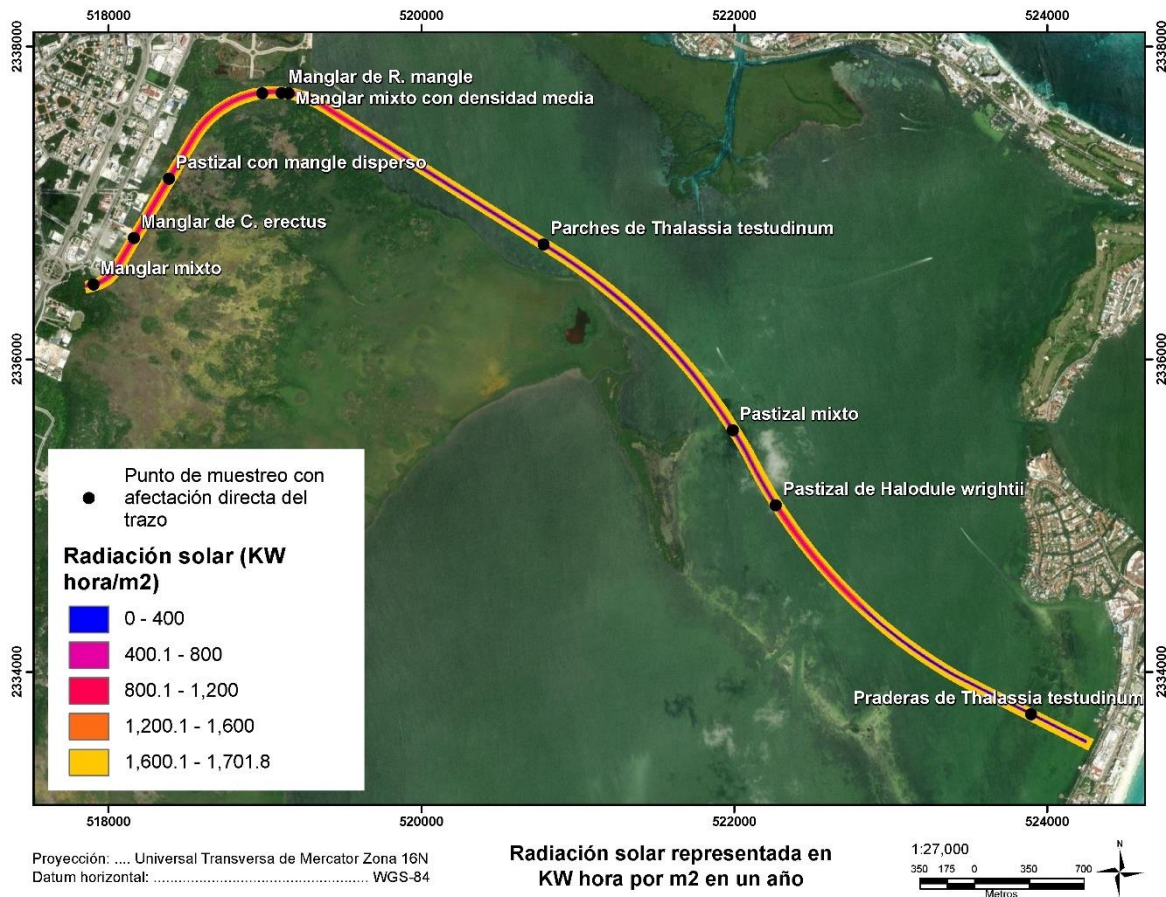 518000
520000
522000
524000
2338000
2338000
Manglar de R. mangle
Manglar mixto con densidad media
Pastizal con mangle disperso
Manglar de C. erectus
Parches de Thalassia testudinum
Manglar mixto
2336000
2336000
Pastizal mixto
Pastizal de Halodule wrightii
Punto de muestreo con
afectación directa del
trazo
Radiación solar (KW
hora/m2)
0 - 400
400.1 - 800
800.1 - 1,200
1,200.1 - 1,600
1,600.1 - 1,701.8
2334000
2334000
Praderas de Thalassia testudinum
518000
520000
522000
524000
Proyección: .... Universal Transversa de Mercator Zona 16N
Datum horizontal: .................................................. WGS-84
Radiación solar representada en
KW hora por m2 en un año
1:27,000
350 175 0 350 700
Metros
N